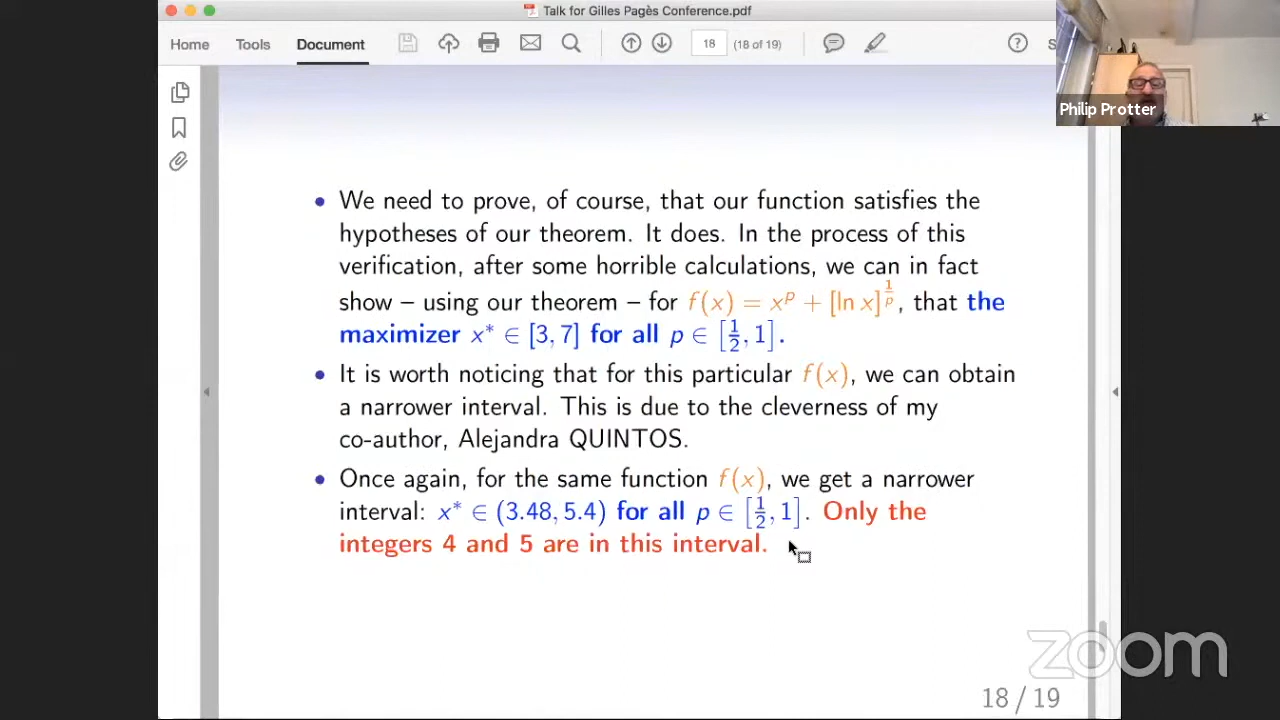 Talk for Gilles Pagès Conference.pdf
Home Tools Document 18 (18 of 19) ? S
Philip Protter
• We need to prove, of course, that our function satisfies the
hypotheses of our theorem. It does. In the process of this
verification, after some horrible calculations, we can in fact
show – using our theorem – for f(x) = x^p + [ln x]^{1/p}, that the
maximizer x* ∈ [3, 7] for all p ∈ [1/2, 1].
• It is worth noticing that for this particular f(x), we can obtain
a narrower interval. This is due to the cleverness of my
co-author, Alejandra QUINTOS.
• Once again, for the same function f(x), we get a narrower
interval: x* ∈ (3.48, 5.4) for all p ∈ [1/2, 1]. Only the
integers 4 and 5 are in this interval.
zoom
18 / 19